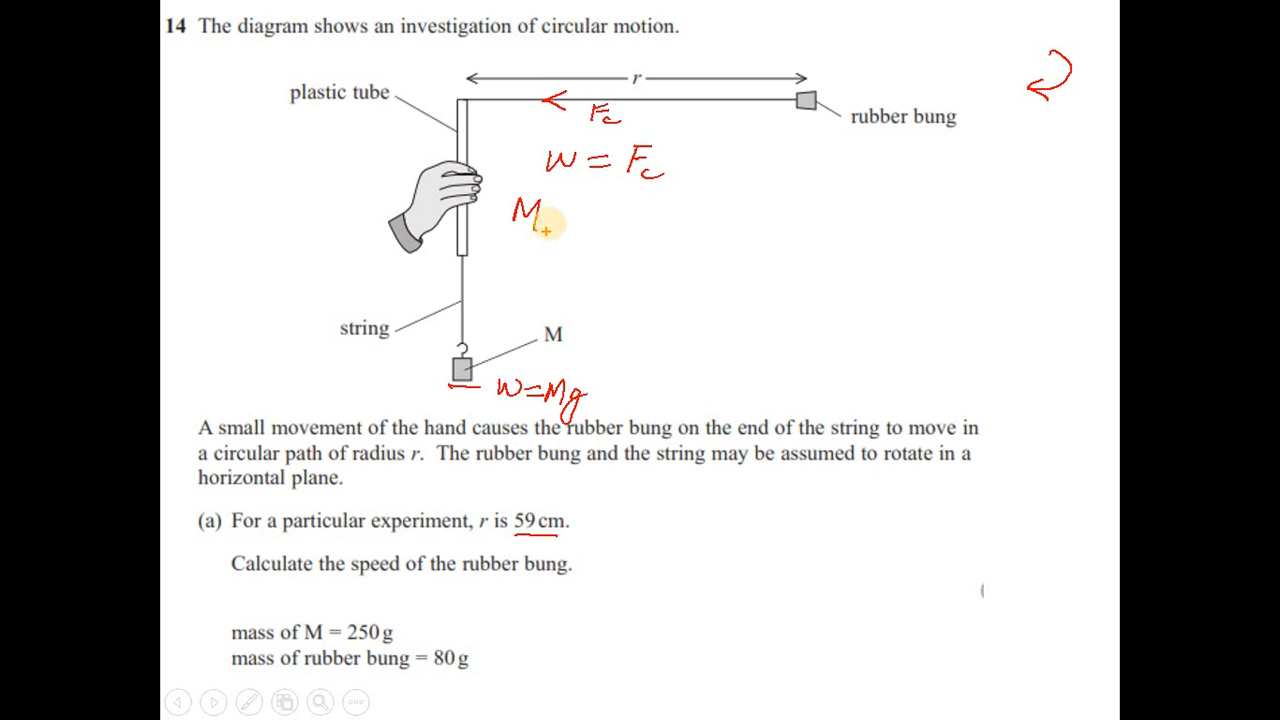 14 The diagram shows an investigation of circular motion.
r
plastic tube
rubber bung
Fc
W = Fc
M
string
M
W=Mg
A small movement of the hand causes the rubber bung on the end of the string to move in
a circular path of radius r. The rubber bung and the string may be assumed to rotate in a
horizontal plane.
(a) For a particular experiment, r is 59 cm.
Calculate the speed of the rubber bung.
mass of M = 250 g
mass of rubber bung = 80 g